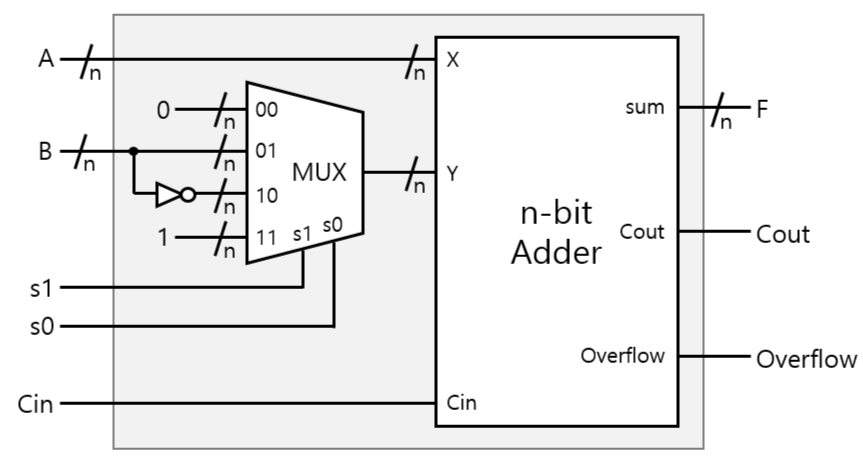 A
n
n
X
0
n
00
sum
n
F
B
n
n
01
MUX
n
Y
n
10
n-bit
Adder
1
n
11
s1
s0
Cout
Cout
s1
s0
Overflow
Overflow
Cin
Cin